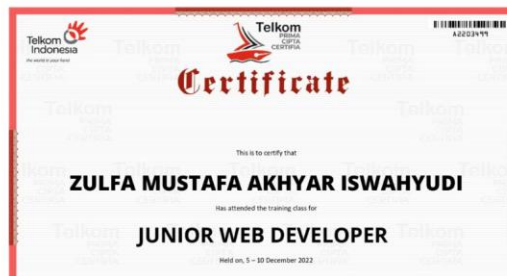 Telkom
Indonesia
the world in your hand
Telkom
PRIMA
CIPTA
CERTIFIA
A2203499
Certificate
This is to certify that
ZULFA MUSTAFA AKHYAR ISWAHYUDI
Has attended the training class for
JUNIOR WEB DEVELOPER
Held on, 5 – 10 December 2022